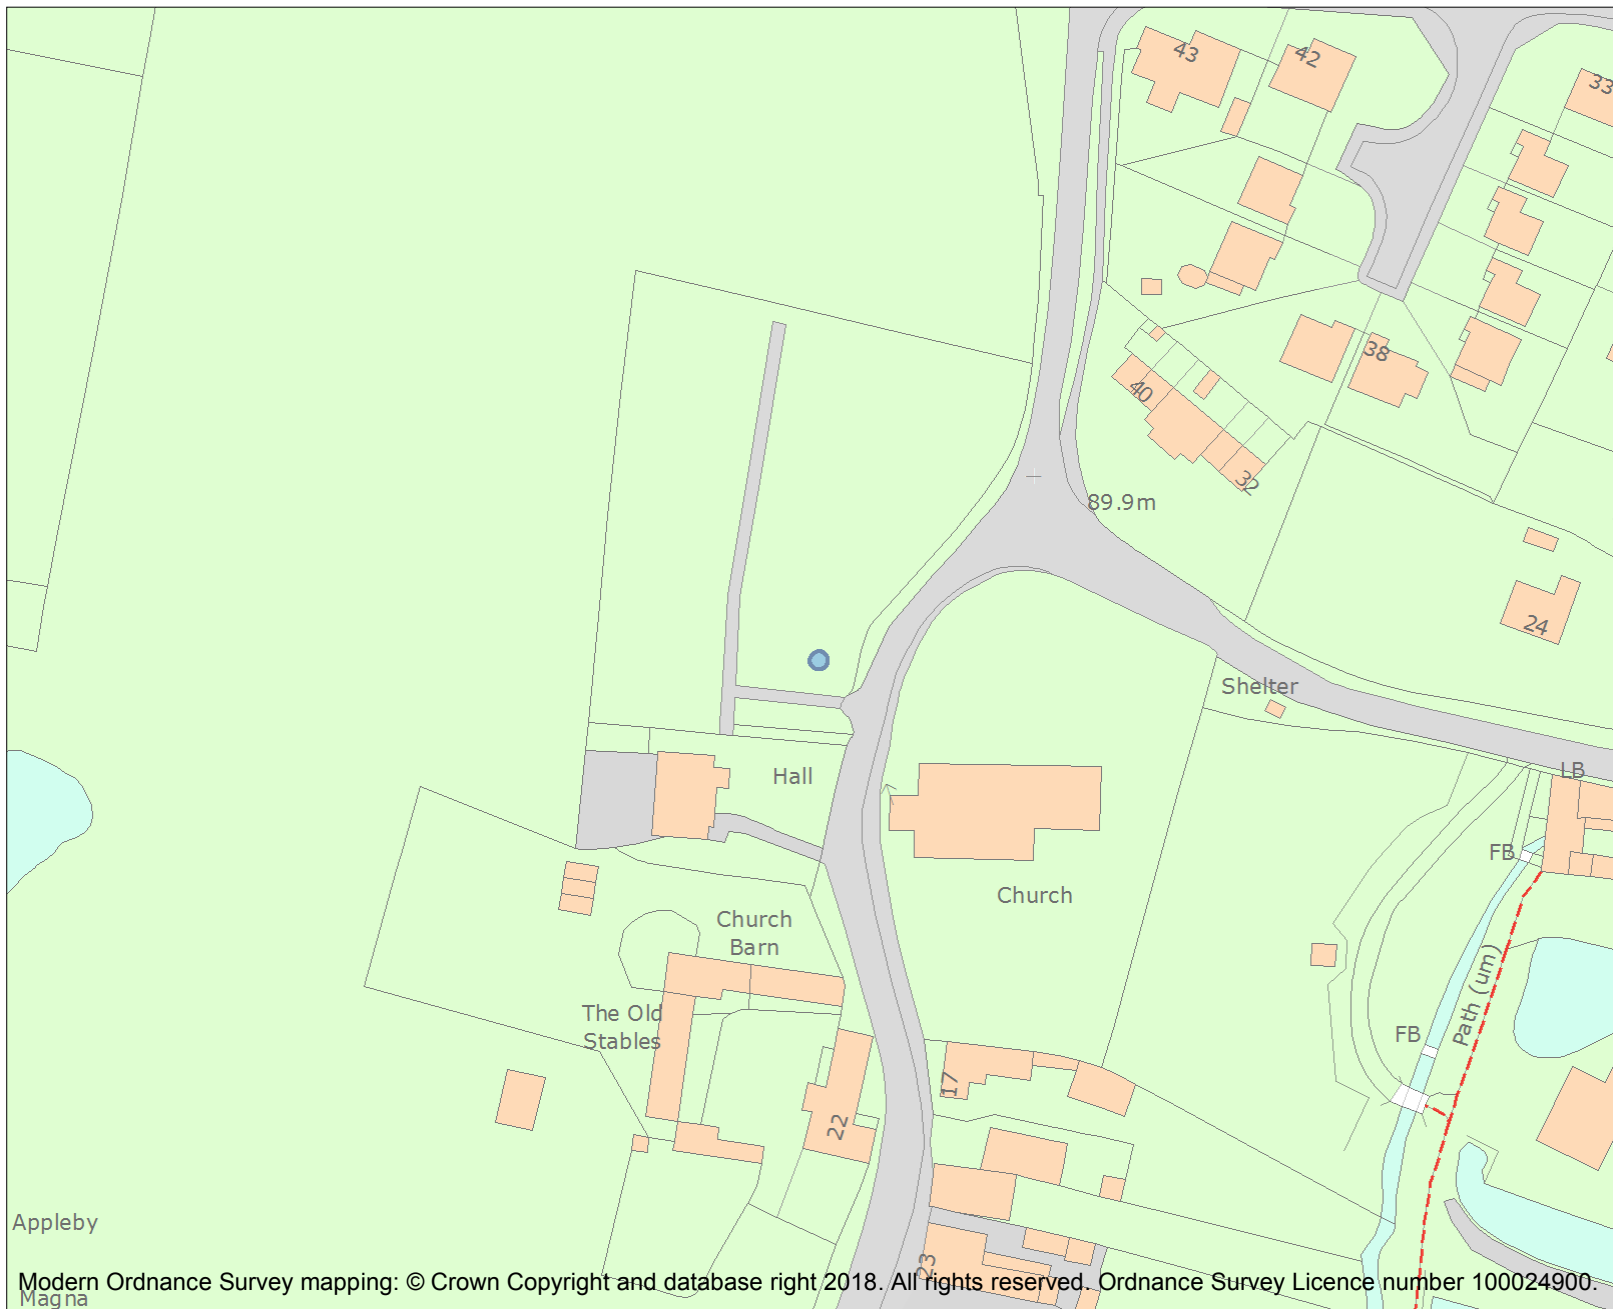 43
42
33
38
40
32
89.9m
24
Shelter
LB
Hall
FB
Church
Church
Barn
The Old
Stables
FB
Path (um)
17
22
Appleby
23
Modern Ordnance Survey mapping: © Crown Copyright and database right 2018. All rights reserved. Ordnance Survey Licence number 100024900.
Magna